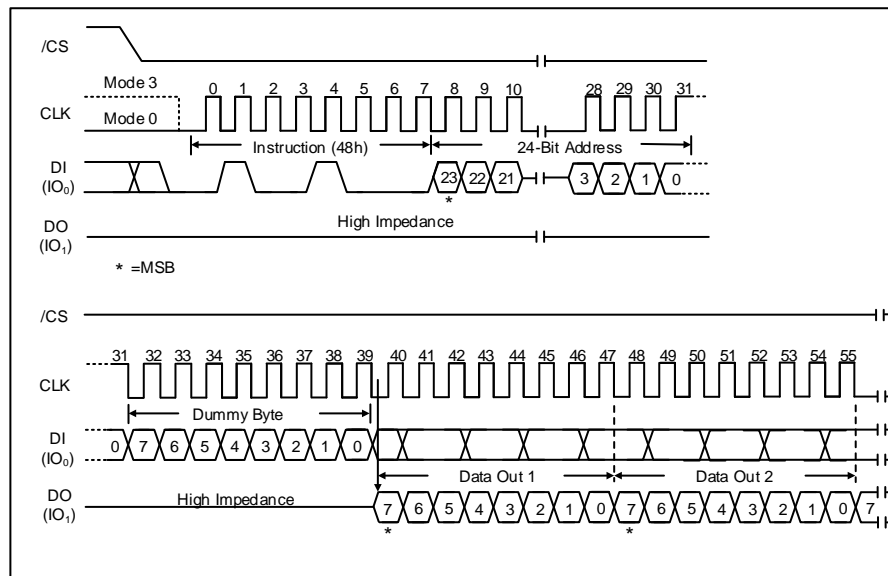 /CS
Mode 3
0 1 2 3 4 5 6 7 8 9 10 28 29 30 31
CLK
Mode 0
Instruction (48h) 24-Bit Address
DI
(IO0)
23 22 21 3 2 1 0
*
DO
(IO1)
High Impedance
* =MSB
/CS
31 32 33 34 35 36 37 38 39 40 41 42 43 44 45 46 47 48 49 50 51 52 53 54 55
CLK
Dummy Byte
DI
(IO0)
0 7 6 5 4 3 2 1 0
Data Out 1 Data Out 2
DO
(IO1)
High Impedance
7 6 5 4 3 2 1 0 7 6 5 4 3 2 1 0 7
* *